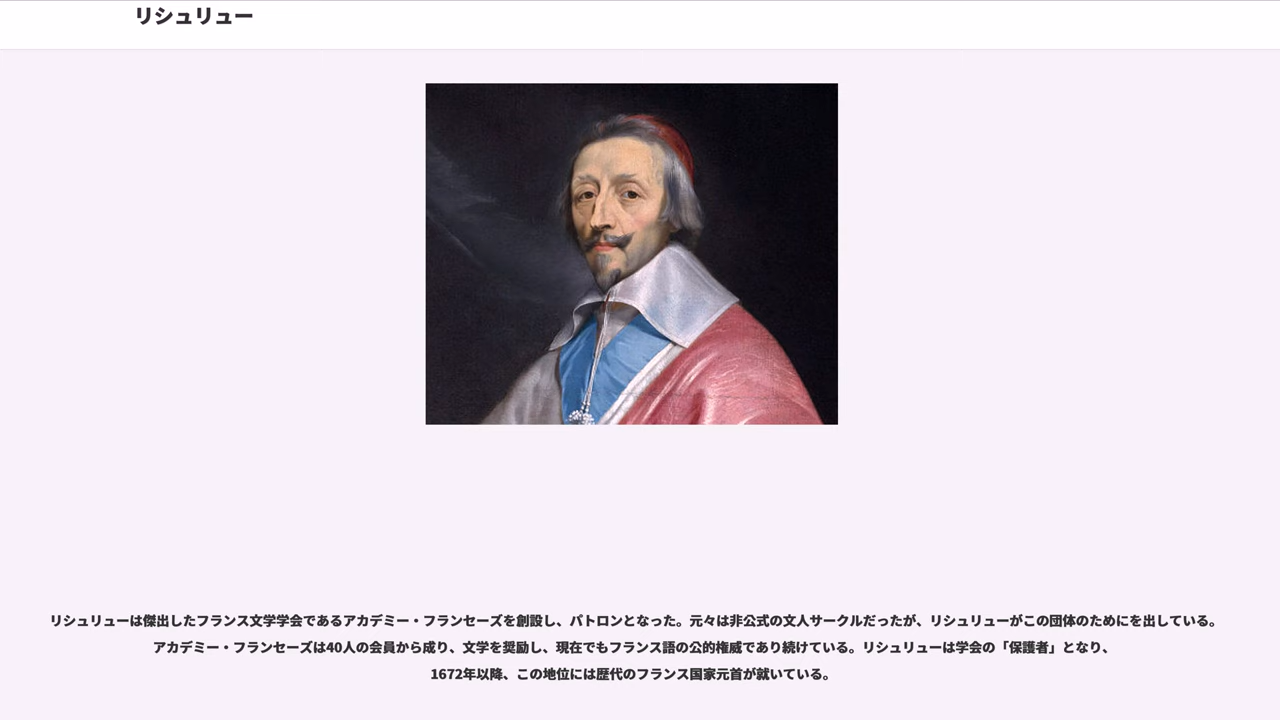 リシュリュー
リシュリューは傑出したフランス文学学会であるアカデミー・フランセーズを創設し、パトロンとなった。元々は非公式の文人サークルだったが、リシュリューがこの団体のためにを出している。
アカデミー・フランセーズは40人の会員から成り、文学を奨励し、現在でもフランス語の公的権威であり続けている。リシュリューは学会の「保護者」となり、
1672年以降、この地位には歴代のフランス国家元首が就いている。